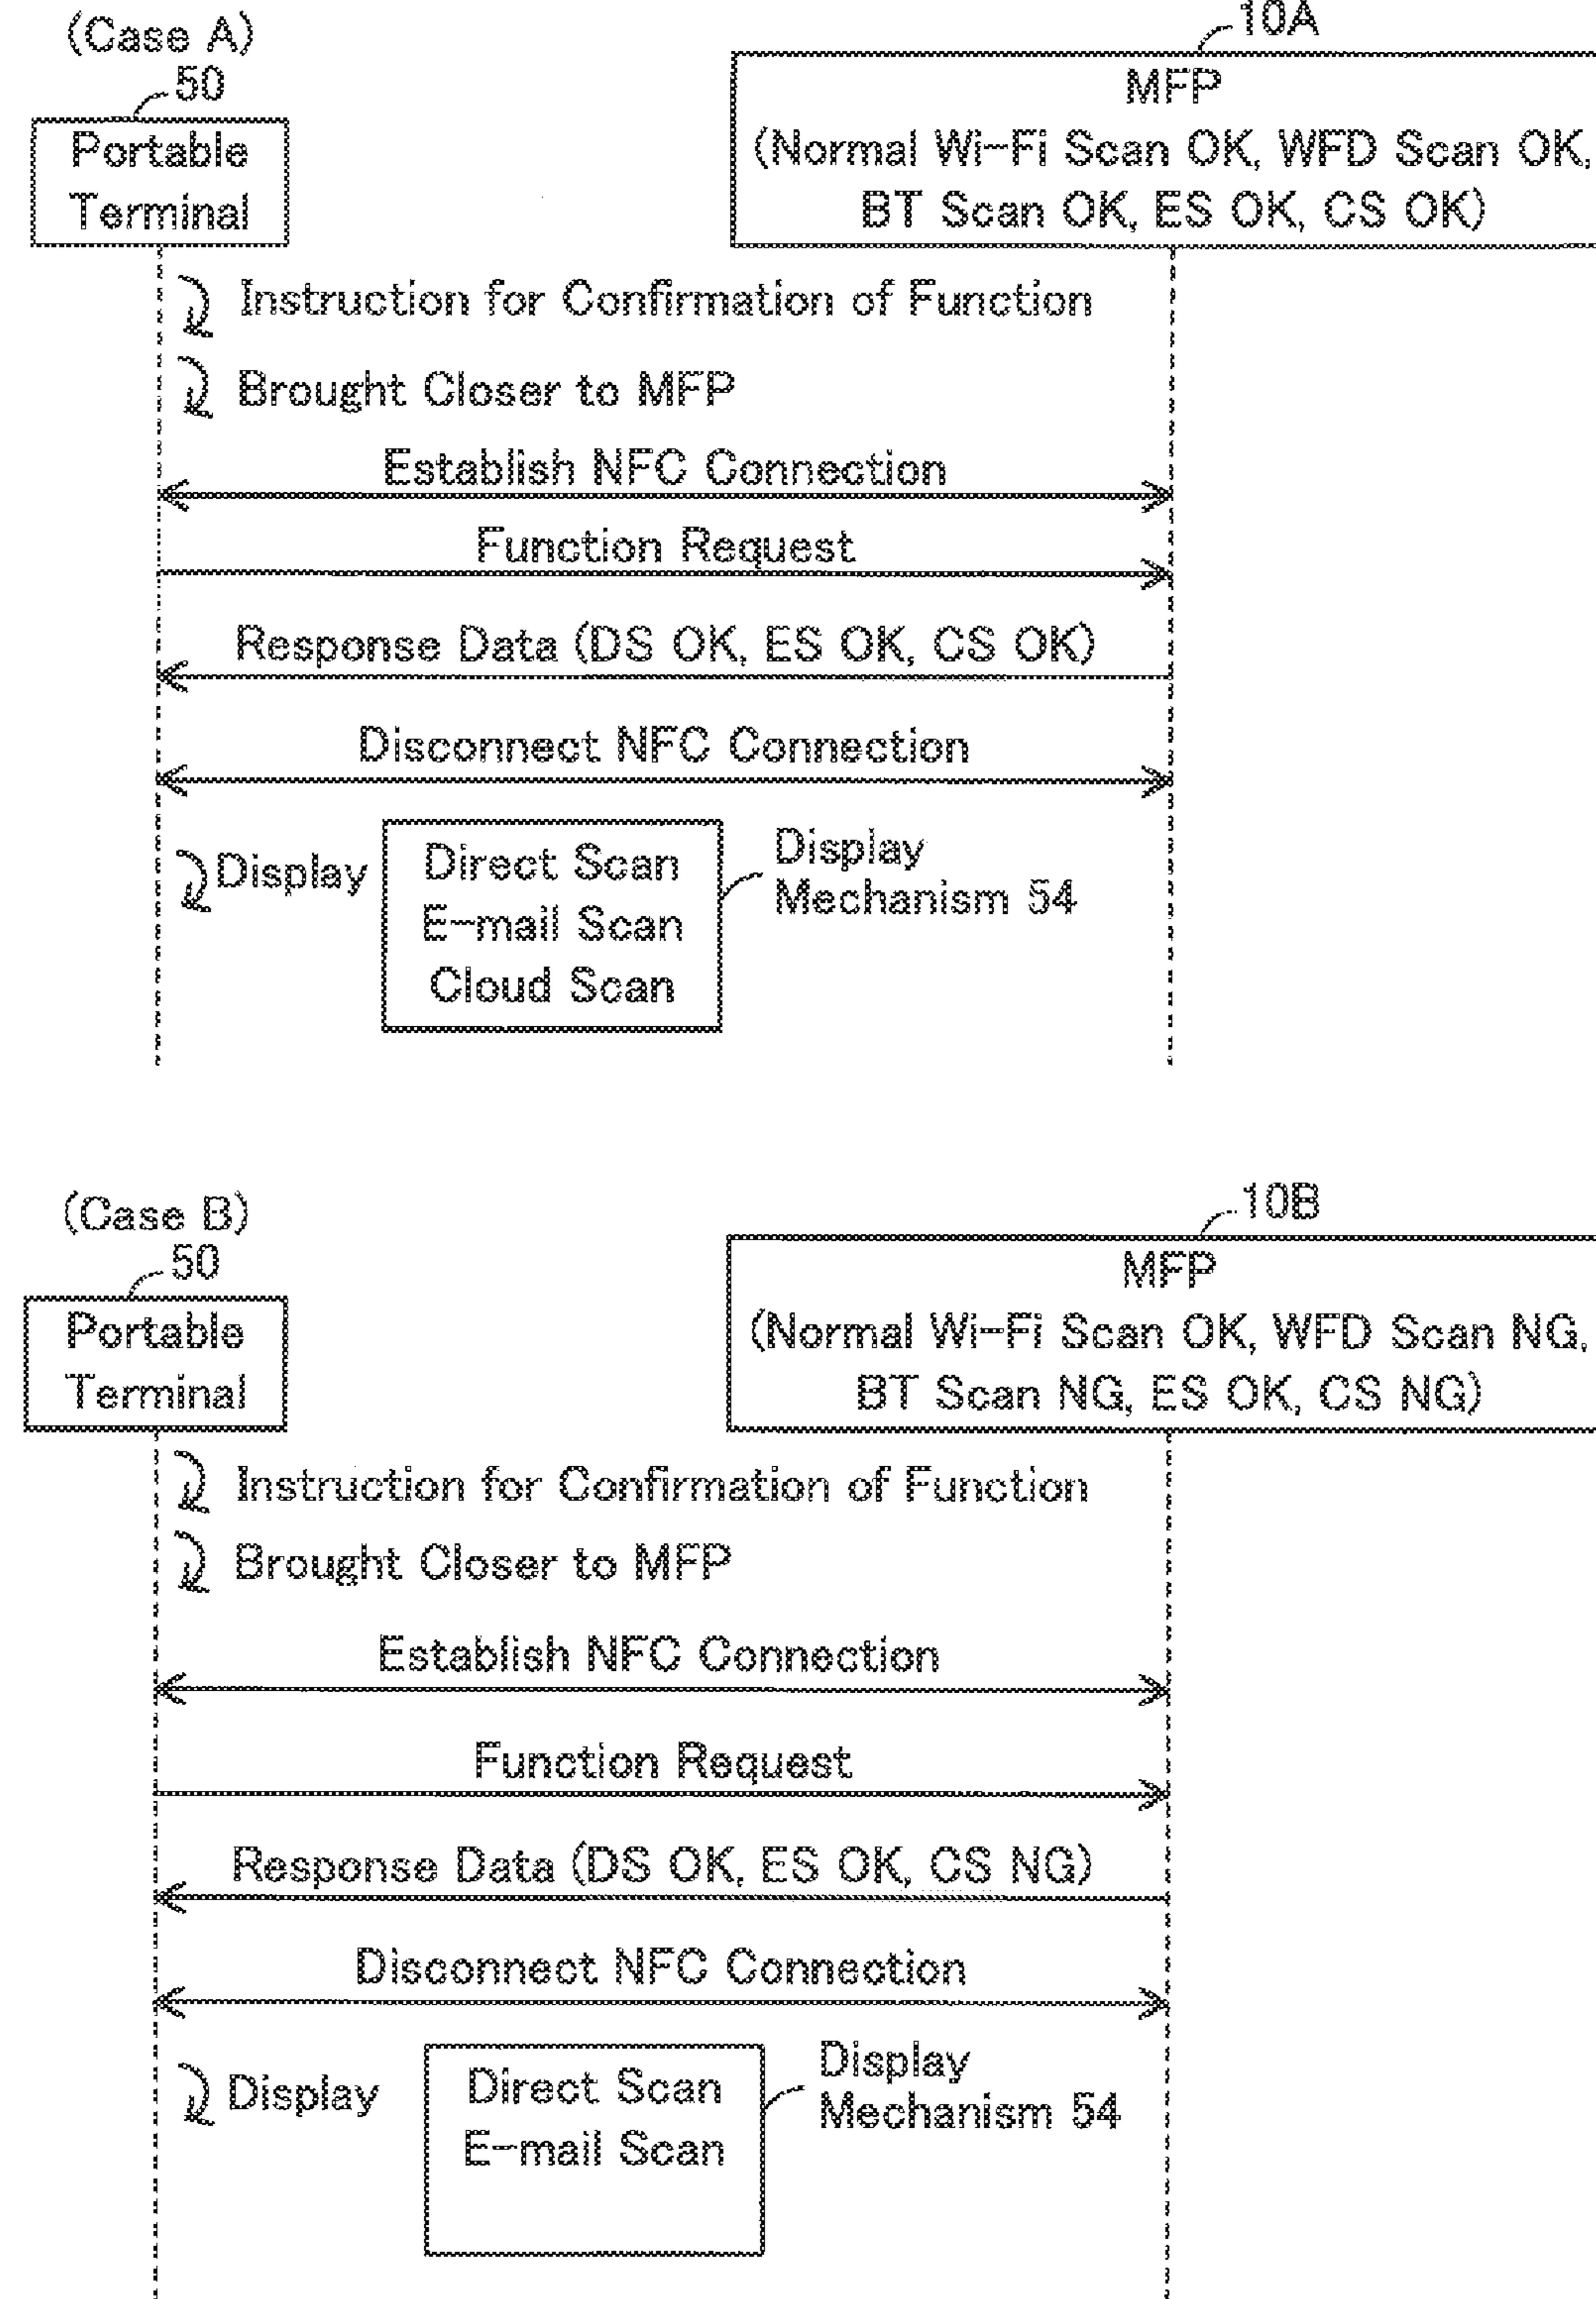 (Case A)
50
Portable
Terminal
10A
MFP
(Normal Wi-Fi Scan OK, WFD Scan OK,
BT Scan OK, ES OK, CS OK)
Instruction for Confirmation of Function
Brought Closer to MFP
Establish NFC Connection
Function Request
Response Data (DS OK, ES OK, CS OK)
Disconnect NFC Connection
Display
Direct Scan
E-mail Scan
Cloud Scan
Display
Mechanism 54
(Case B)
50
Portable
Terminal
10B
MFP
(Normal Wi-Fi Scan OK, WFD Scan NG,
BT Scan NG, ES OK, CS NG)
Instruction for Confirmation of Function
Brought Closer to MFP
Establish NFC Connection
Function Request
Response Data (DS OK, ES OK, CS NG)
Disconnect NFC Connection
Display
Direct Scan
E-mail Scan
Display
Mechanism 54